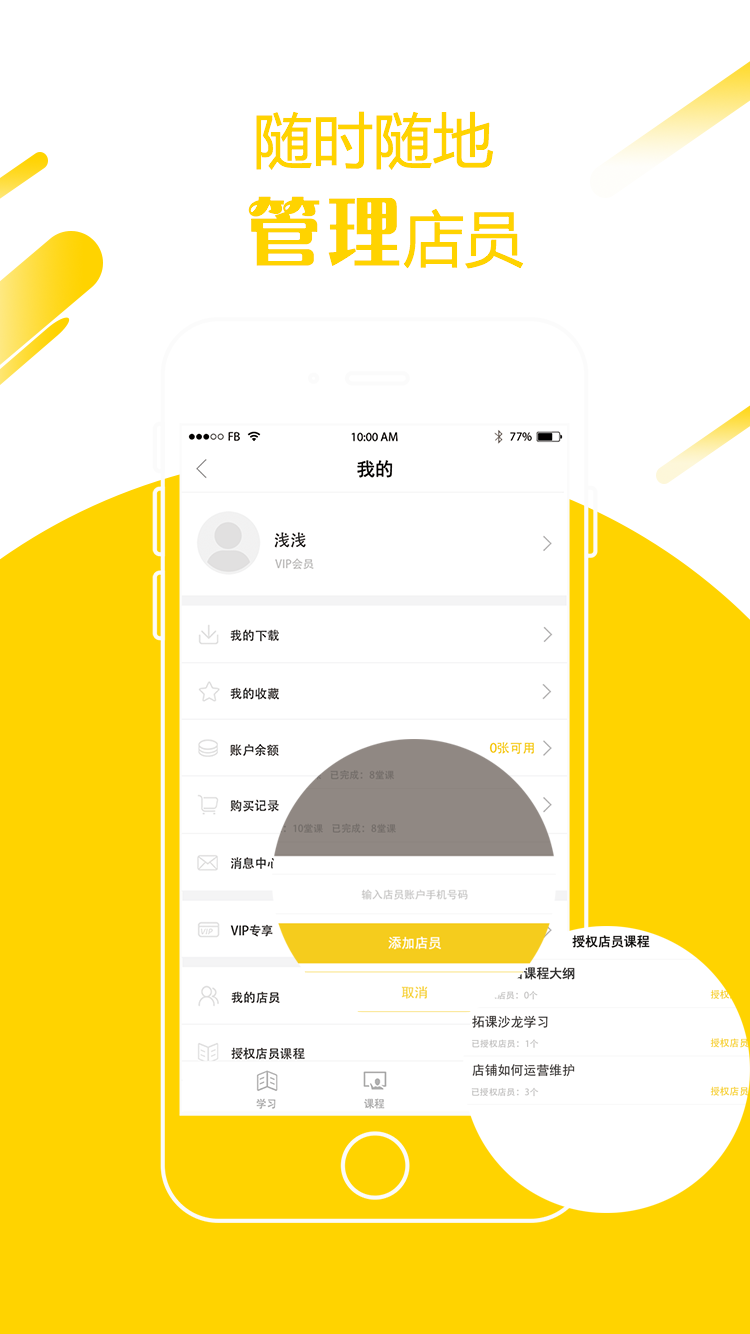 随时随地
管理店员
FB
10:00 AM
77%
我的
浅浅
VIP会员
我的下载
我的收藏
账户余额
0张可用
已完成：8堂课
购买记录
：10堂课 已完成：8堂课
消息中心
输入店员账户手机号码
VIP
VIP专享
添加店员
授权店员课程
课程大纲
店员：0个
授权店
取消
我的店员
拓课沙龙学习
已授权店员：1个
授权店员
授权店员课程
店铺如何运营维护
已授权店员：3个
授权店员
学习
课程